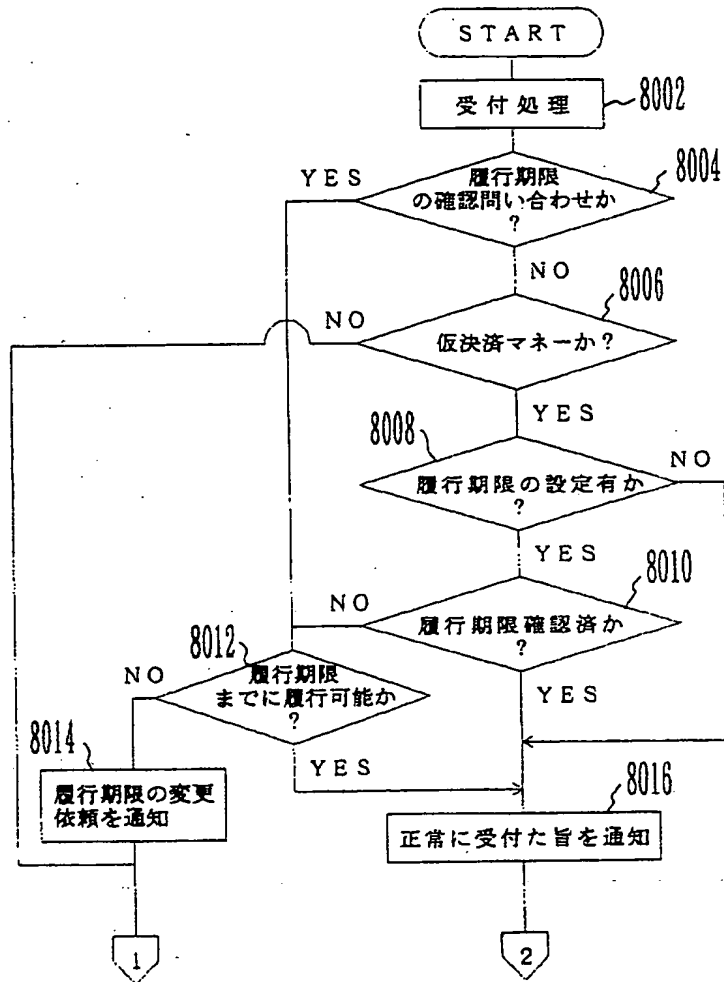 START
受付処理
8002
YES
履行期限
の確認問い合わせか
?
8004
NO
8006
NO
仮決済マネーか?
YES
8008
NO
履行期限の設定有か
?
YES
8010
NO
履行期限確認済か
?
8012
NO
履行期限
までに履行可能か
?
YES
YES
8014
履行期限の変更
依頼を通知
8016
正常に受付た旨を通知
1
2